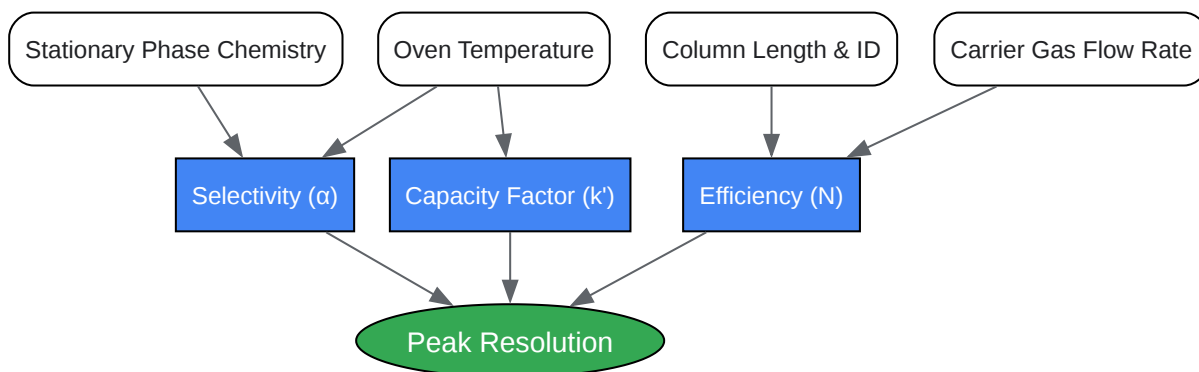 Stationary Phase Chemistry
Oven Temperature
Column Length & ID
Carrier Gas Flow Rate
Selectivity (α)
Capacity Factor (k')
Efficiency (N)
Peak Resolution